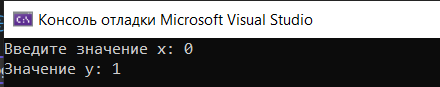 C:\ Консоль отладки Microsoft Visual Studio
Введите значение x: 0
Значение y: 1